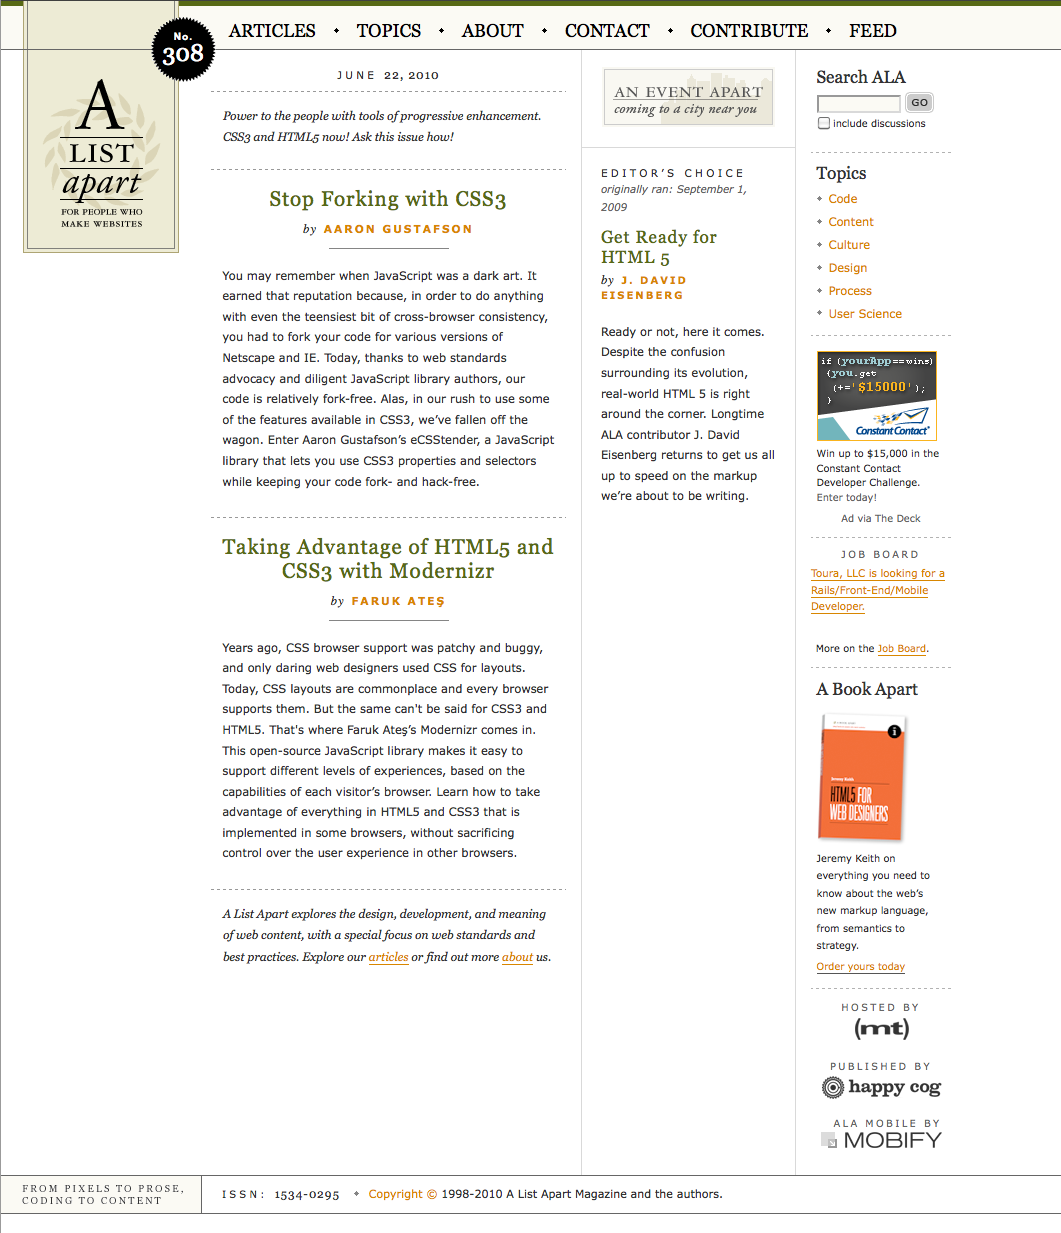 ARTICLES • TOPICS • ABOUT • CONTACT • CONTRIBUTE • FEED
No.
308
A
LIST
apart
FOR PEOPLE WHO
MAKE WEBSITES
JUNE 22, 2010
Power to the people with tools of progressive enhancement.
CSS3 and HTML5 now! Ask this issue how!
Stop Forking with CSS3
by AARON GUSTAFSON
You may remember when JavaScript was a dark art. It
earned that reputation because, in order to do anything
with even the teensiest bit of cross-browser consistency,
you had to fork your code for various versions of
Netscape and IE. Today, thanks to web standards
advocacy and diligent JavaScript library authors, our
code is relatively fork-free. Alas, in our rush to use some
of the features available in CSS3, we’ve fallen off the
wagon. Enter Aaron Gustafson’s eCSStender, a JavaScript
library that lets you use CSS3 properties and selectors
while keeping your code fork- and hack-free.
Taking Advantage of HTML5 and
CSS3 with Modernizr
by FARUK ATEŞ
Years ago, CSS browser support was patchy and buggy,
and only daring web designers used CSS for layouts.
Today, CSS layouts are commonplace and every browser
supports them. But the same can't be said for CSS3 and
HTML5. That's where Faruk Ateş’s Modernizr comes in.
This open-source JavaScript library makes it easy to
support different levels of experiences, based on the
capabilities of each visitor’s browser. Learn how to take
advantage of everything in HTML5 and CSS3 that is
implemented in some browsers, without sacrificing
control over the user experience in other browsers.
A List Apart explores the design, development, and meaning
of web content, with a special focus on web standards and
best practices. Explore our articles or find out more about us.
AN EVENT APART
coming to a city near you
EDITOR’S CHOICE
originally ran: September 1,
2009
Get Ready for
HTML 5
by J. DAVID
EISENBERG
Ready or not, here it comes.
Despite the confusion
surrounding its evolution,
real-world HTML 5 is right
around the corner. Longtime
ALA contributor J. David
Eisenberg returns to get us all
up to speed on the markup
we’re about to be writing.
Search ALA
GO
include discussions
Topics
Code
Content
Culture
Design
Process
User Science
if (yourApp==wins)
{you.get
(+='$15000');
}
Constant Contact
Win up to $15,000 in the
Constant Contact
Developer Challenge.
Enter today!
Ad via The Deck
JOB BOARD
Toura, LLC is looking for a
Rails/Front-End/Mobile
Developer.
More on the Job Board.
A Book Apart
Jeremy Keith
HTML5 FOR
WEB DESIGNERS
Jeremy Keith on
everything you need to
know about the web’s
new markup language,
from semantics to
strategy.
Order yours today
HOSTED BY
(mt)
PUBLISHED BY
happy cog
ALA MOBILE BY
MOBIFY
FROM PIXELS TO PROSE,
CODING TO CONTENT
ISSN: 1534-0295 Copyright © 1998-2010 A List Apart Magazine and the authors.